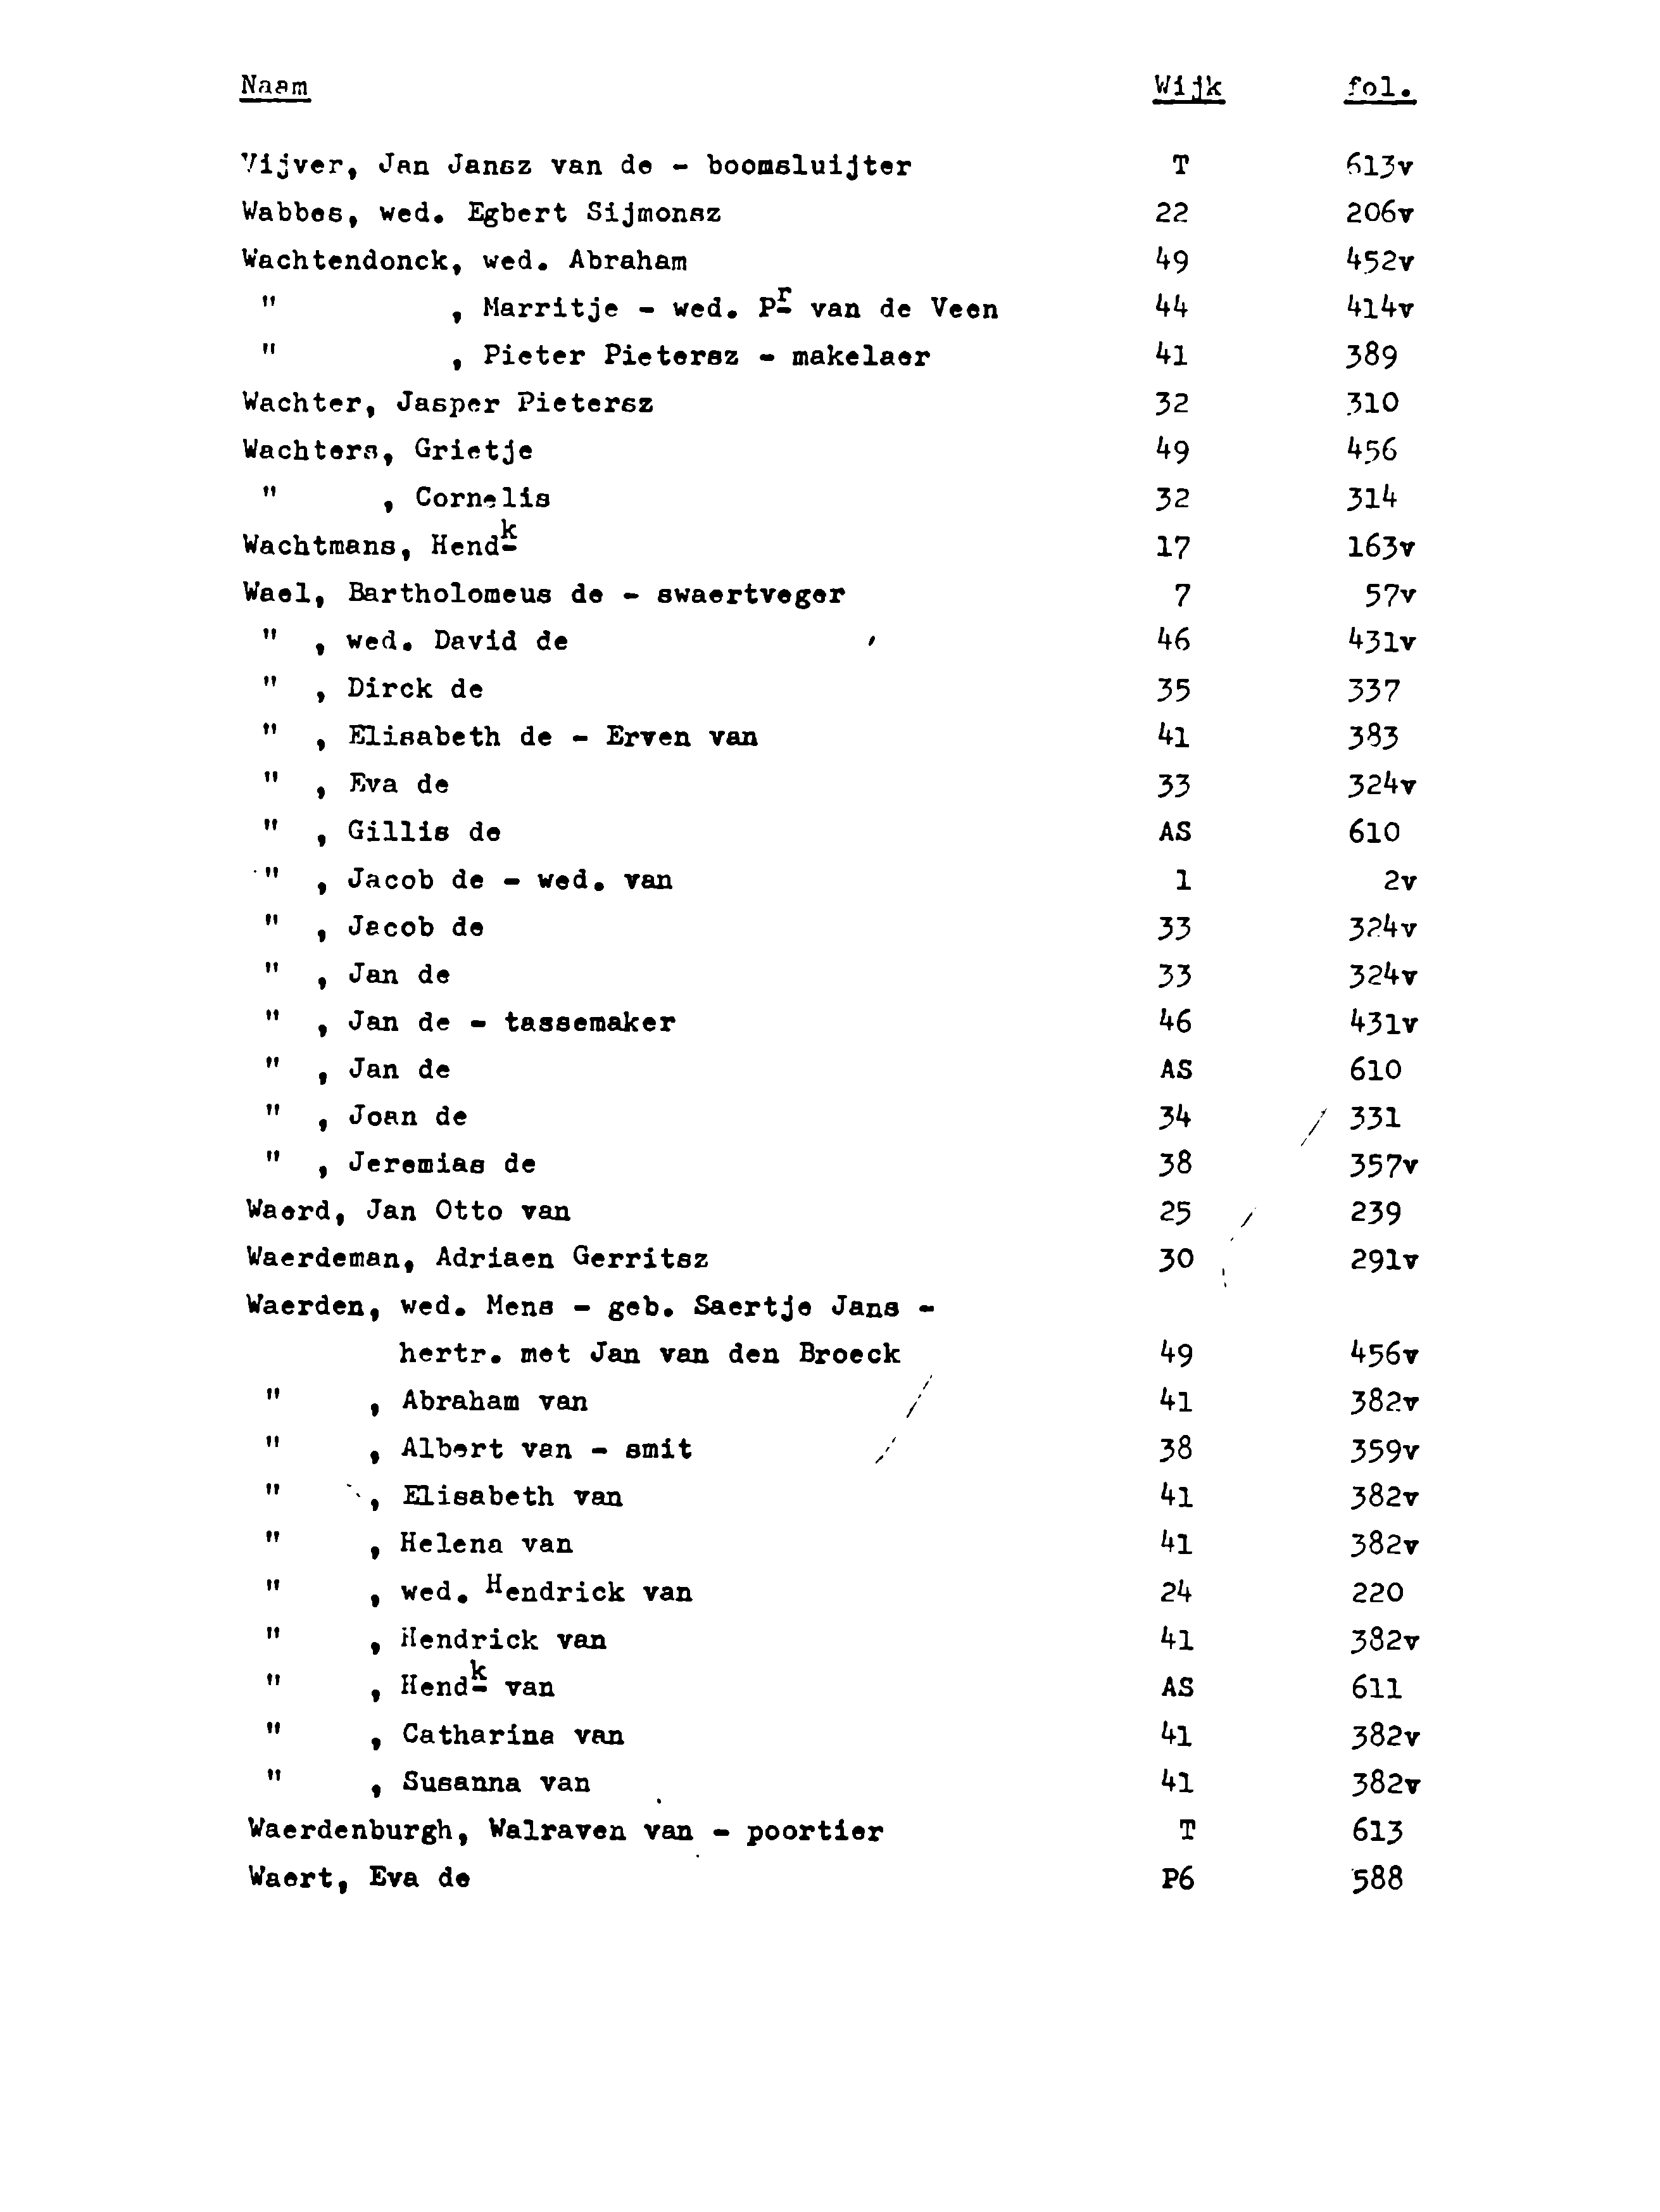 Naam Wijk fol.
Vijver, Jan Jansz van de - boomsluijter T 613v
Wabbes, wed. Egbert Sijmonsz 22 206v
Wachtendonck, wed. Abraham 49 452v
" , Marritje - wed. Pr van de Veen 44 414v
" , Pieter Pietersz - makelaer 41 389
Wachter, Jasper Pietersz 32 310
Wachters, Grietje 49 456
" , Cornelis 32 314
Wachtmans, Hendk 17 163v
Wael, Bartholomeus de - swaertveger 7 57v
" , wed. David de 46 431v
" , Dirck de 35 337
" , Elisabeth de - Erven van 41 383
" , Eva de 33 324v
" , Gillis de AS 610
" , Jacob de - wed. van 1 2v
" , Jacob de 33 324v
" , Jan de 33 324v
" , Jan de - tassemaker 46 431v
" , Jan de AS 610
" , Joan de 34 331
" , Jeremias de 38 357v
Waerd, Jan Otto van 25 239
Waerdeman, Adriaen Gerritsz 30 291v
Waerden, wed. Mens - geb. Saertje Jans -
hertr. met Jan van den Broeck 49 456v
" , Abraham van 41 382v
" , Albert van - smit 38 359v
" , Elisabeth van 41 382v
" , Helena van 41 382v
" , wed. Hendrick van 24 220
" , Hendrick van 41 382v
" , Hendk van AS 611
" , Catharina van 41 382v
" , Susanna van 41 382v
Waerdenburgh, Walraven van - poortier T 613
Waert, Eva de P6 588